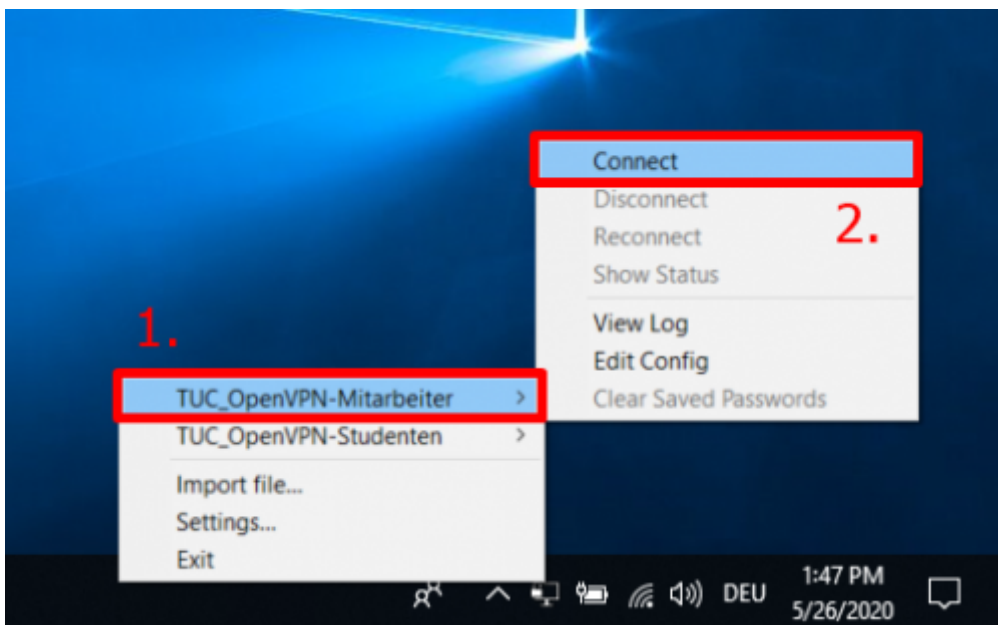 1.
TUC_OpenVPN-Mitarbeiter
TUC_OpenVPN-Studenten
Import file...
Settings...
Exit
Connect
Disconnect
Reconnect
2.
Show Status
View Log
Edit Config
Clear Saved Passwords
DEU
1:47 PM
5/26/2020